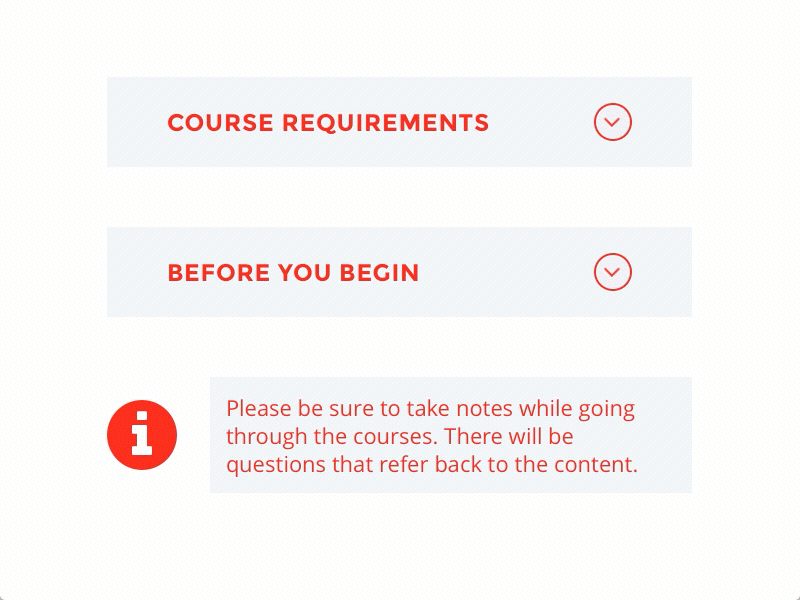 COURSE REQUIREMENTS
BEFORE YOU BEGIN
Please be sure to take notes while going
through the courses. There will be
questions that refer back to the content.